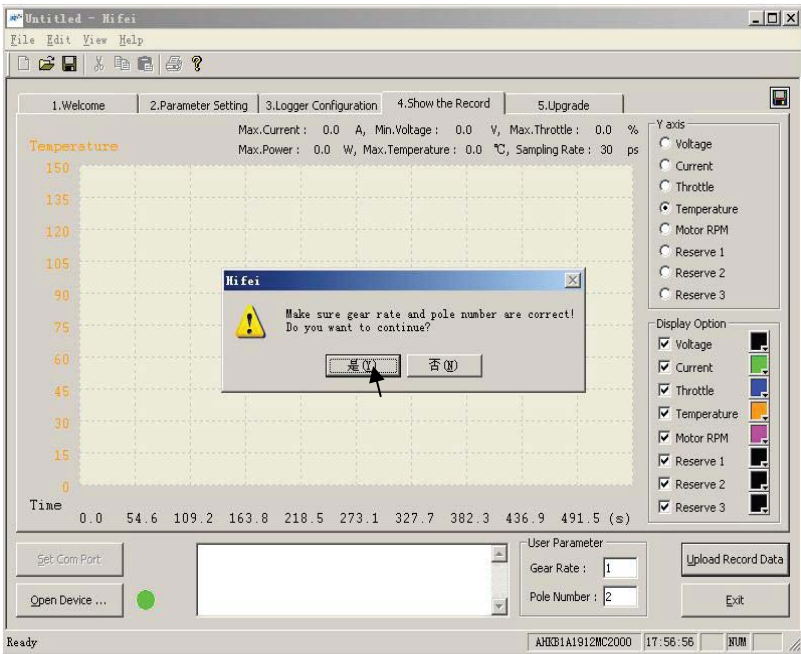 Untitled - Hifei
File Edit View Help
1.Welcome 2.Parameter Setting 3.Logger Configuration 4.Show the Record 5.Upgrade
Max.Current : 0.0 A, Min.Voltage : 0.0 V, Max.Throttle : 0.0 %
Max.Power : 0.0 W, Max.Temperature : 0.0 ℃, Sampling Rate : 30 ps
Temperature
150
135
120
105
90
75
60
45
30
15
0
Time
0.0 54.6 109.2 163.8 218.5 273.1 327.7 382.3 436.9 491.5 (s)
Hifei
Make sure gear rate and pole number are correct!
Do you want to continue?
是(Y) 否(N)
Y axis
Voltage
Current
Throttle
Temperature
Motor RPM
Reserve 1
Reserve 2
Reserve 3
Display Option
Voltage
Current
Throttle
Temperature
Motor RPM
Reserve 1
Reserve 2
Reserve 3
Set Com Port
Open Device ...
User Parameter
Gear Rate : 1
Pole Number : 2
Upload Record Data
Exit
Ready AHKB1A1912MC2000 17:56:56 NUM